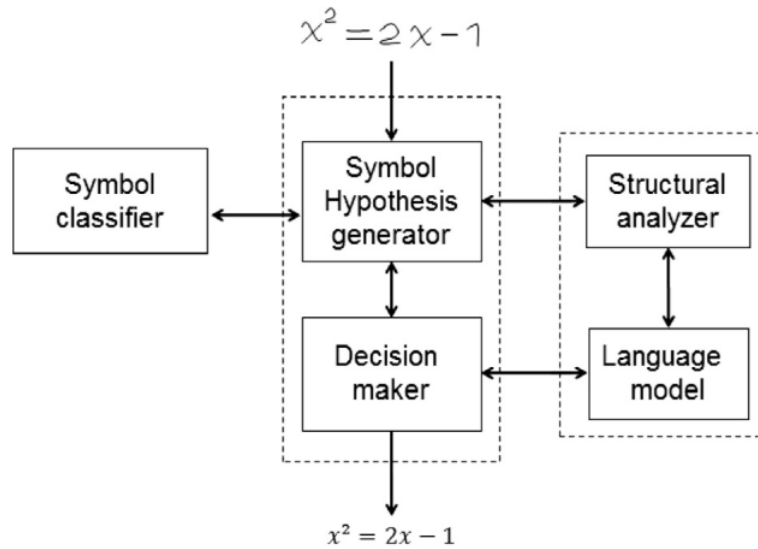 x² = 2x - 1
Symbol
classifier
Symbol
Hypothesis
generator
Structural
analyzer
Decision
maker
Language
model
x² = 2x − 1